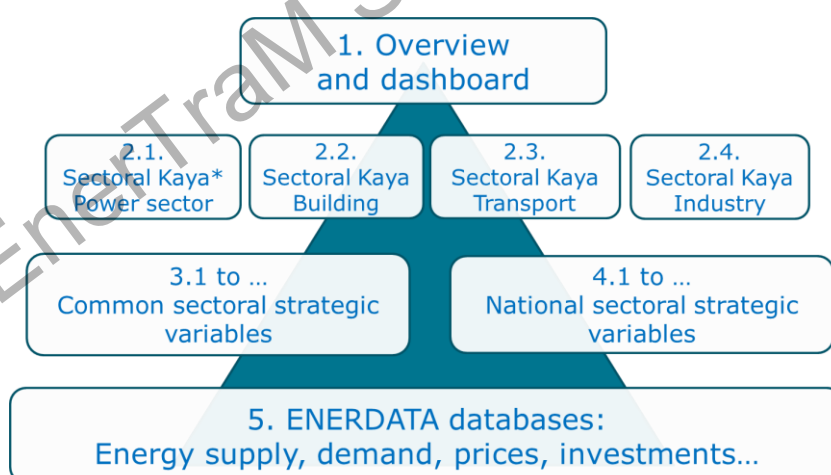 1. Overview
and dashboard
2.1.
Sectoral Kaya*
Power sector
2.2.
Sectoral Kaya
Building
2.3.
Sectoral Kaya
Transport
2.4.
Sectoral Kaya
Industry
3.1 to ...
Common sectoral strategic
variables
4.1 to ...
National sectoral strategic
variables
5. ENERDATA databases:
Energy supply, demand, prices, investments...
EnerTraM S